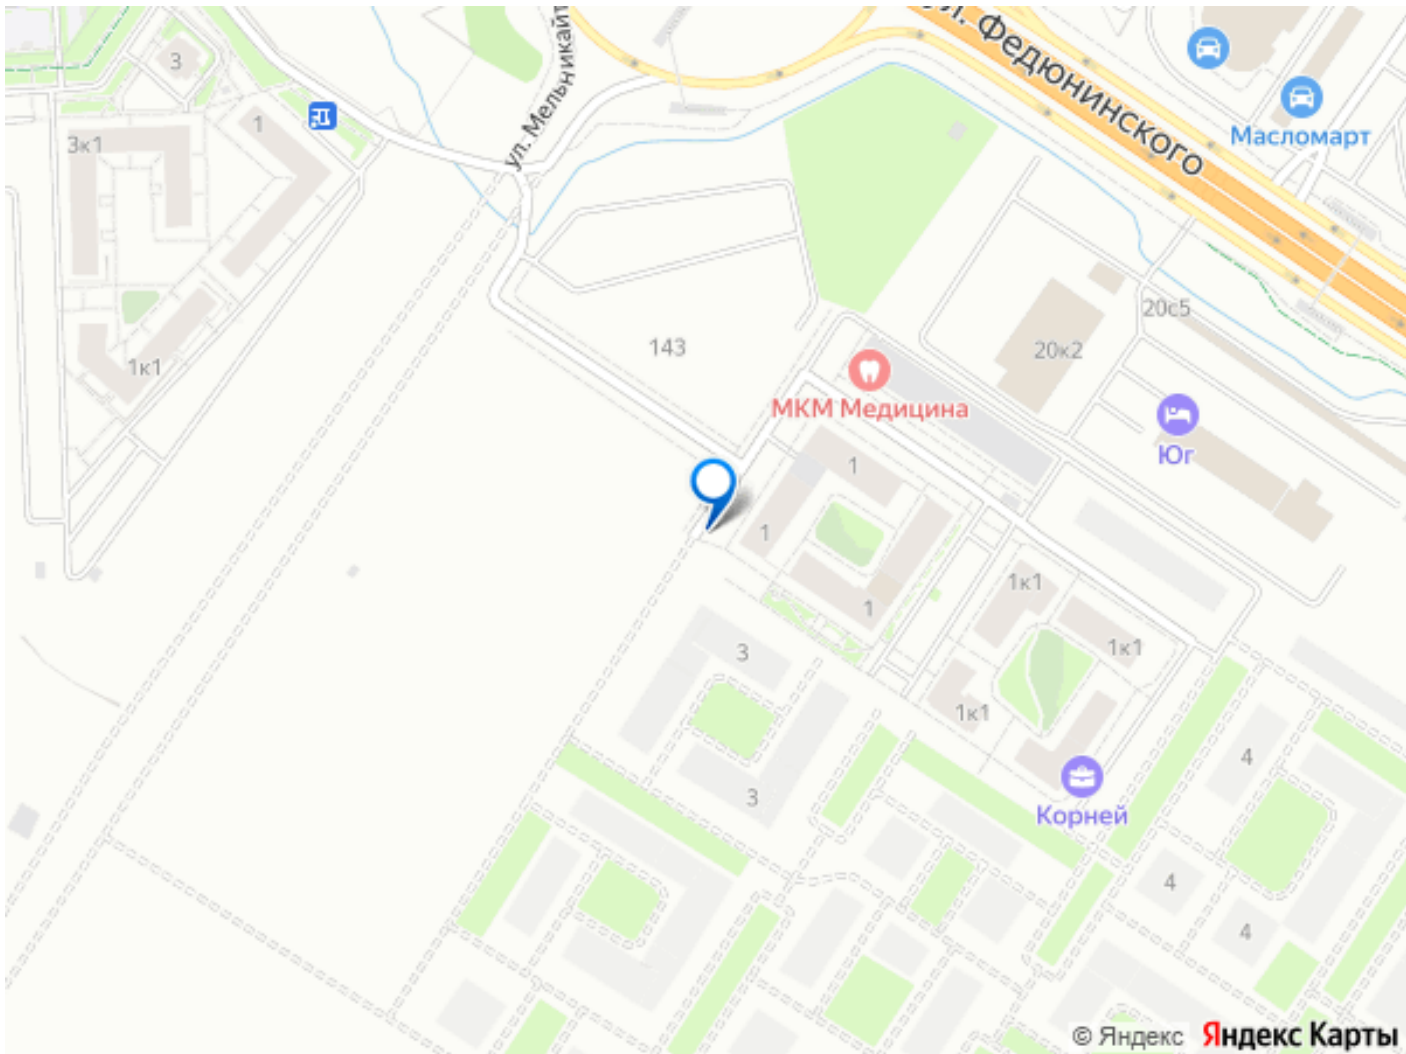 ул. Федюнинского
3
Масломарт
1
ул. Мельникайт
3к1
20с5
143
20к2
1к1
МКМ Медицина
Юг
1
1
1к1
1
1к1
3
1к1
4
3
Корней
4
4
© Яндекс Яндекс Карты